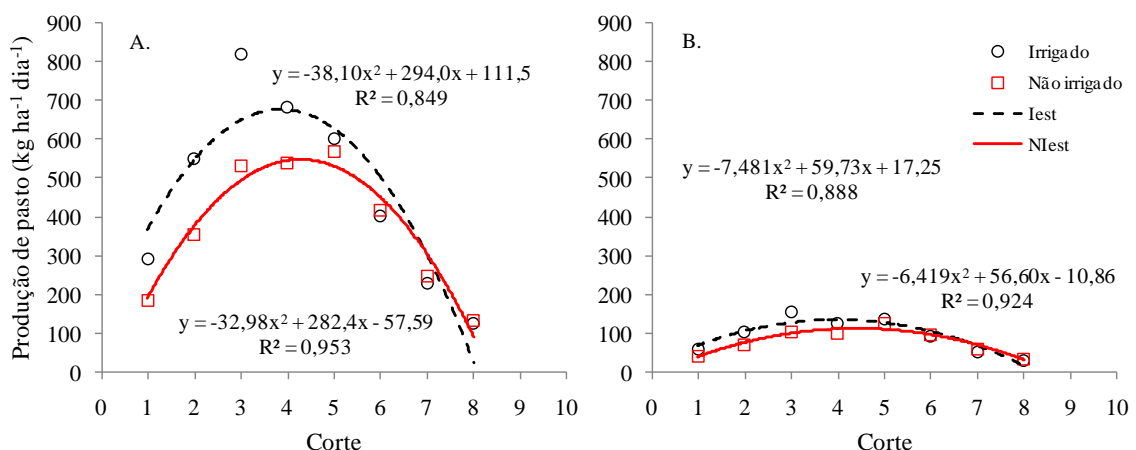 Produção de pasto (kg ha⁻¹ dia⁻¹)
900
800
700
600
500
400
300
200
100
0
A.
y = -38,10x² + 294,0x + 111,5
R² = 0,849
y = -32,98x² + 282,4x - 57,59
R² = 0,953
0 1 2 3 4 5 6 7 8 9 10
Corte
900
800
700
600
500
400
300
200
100
0
B.
Irrigado
Não irrigado
Iest
NIest
y = -7,481x² + 59,73x + 17,25
R² = 0,888
y = -6,419x² + 56,60x - 10,86
R² = 0,924
0 1 2 3 4 5 6 7 8 9 10
Corte